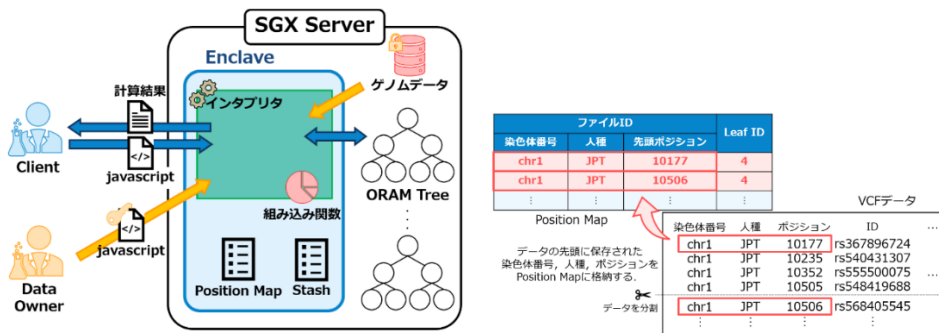 SGX Server
Enclave
インタプリタ
ゲノムデータ
計算結果
</>
javascript
Client
組み込み関数
ORAM Tree
</>
javascript
Data
Owner
Position Map
Stash
ファイルID
Leaf ID
染色体番号 人種 先頭ポジション
chr1 JPT 10177 4
chr1 JPT 10506 4
⋮ ⋮ ⋮ ⋮
Position Map
データの先頭に保存された
染色体番号，人種，ポジションを
Position Mapに格納する．
データを分割
VCFデータ
染色体番号 人種 ポジション ID …
chr1 JPT 10177 rs367896724
chr1 JPT 10235 rs540431307
chr1 JPT 10352 rs555500075 …
chr1 JPT 10505 rs548419688
chr1 JPT 10506 rs568405545
⋮ ⋮ ⋮ ⋮